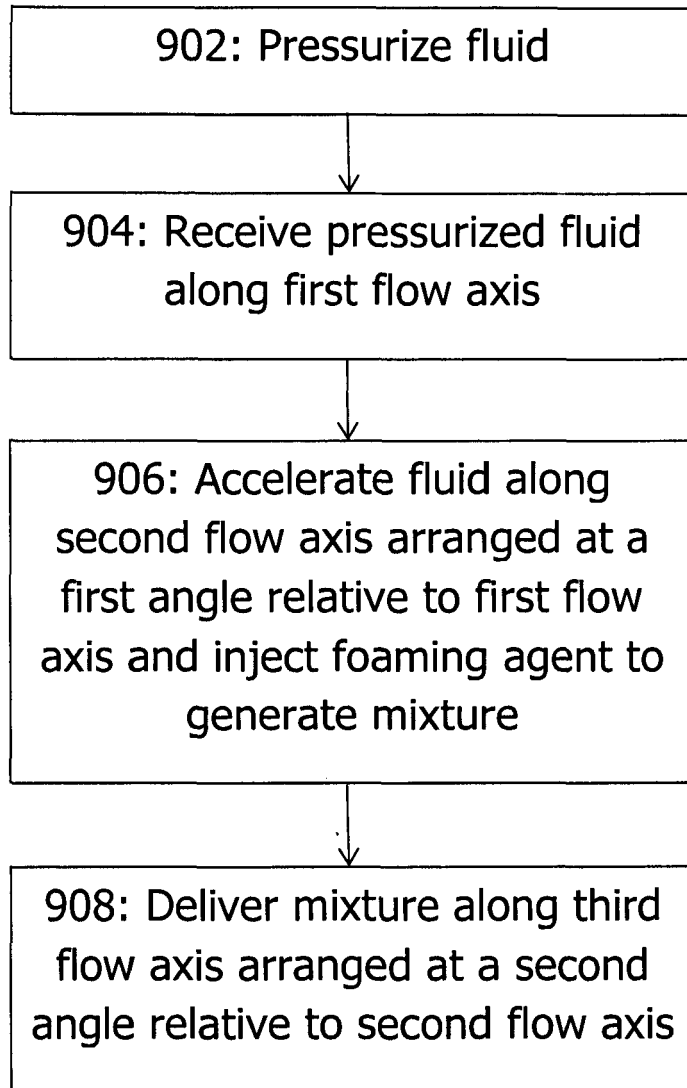 902: Pressurize fluid
904: Receive pressurized fluid
along first flow axis
906: Accelerate fluid along
second flow axis arranged at a
first angle relative to first flow
axis and inject foaming agent to
generate mixture
908: Deliver mixture along third
flow axis arranged at a second
angle relative to second flow axis